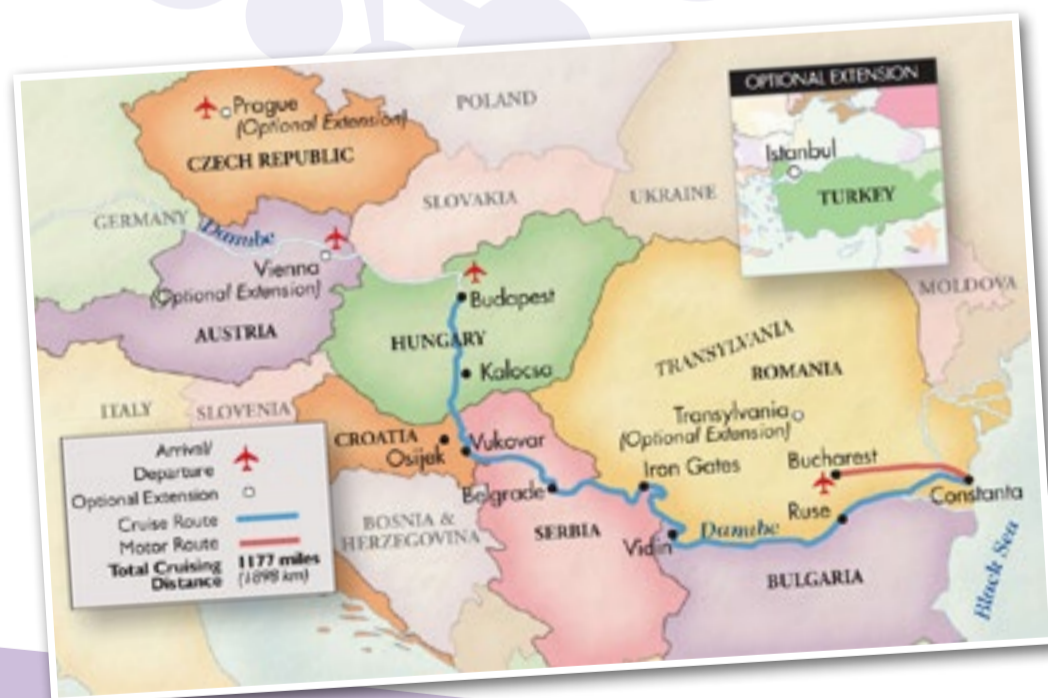 OPTIONAL EXTENSION
Istanbul
TURKEY
POLAND
Prague
(Optional Extension)
CZECH REPUBLIC
SLOVAKIA
UKRAINE
GERMANY
Danube
Vienna
(Optional Extension)
AUSTRIA
MOLDOVA
Budapest
HUNGARY
Kalocsa
TRANSYLVANIA
ROMANIA
ITALY
SLOVENIA
CROATIA
Osijek
Vukovar
Transylvania
(Optional Extension)
Iron Gates
Bucharest
Belgrade
Constanta
Ruse
BOSNIA &
HERZEGOVINA
SERBIA
Vidin
Danube
BULGARIA
Black Sea
Arrival/
Departure
Optional Extension
Cruise Route
Motor Route
Total Cruising 1177 miles
Distance (1898 km)